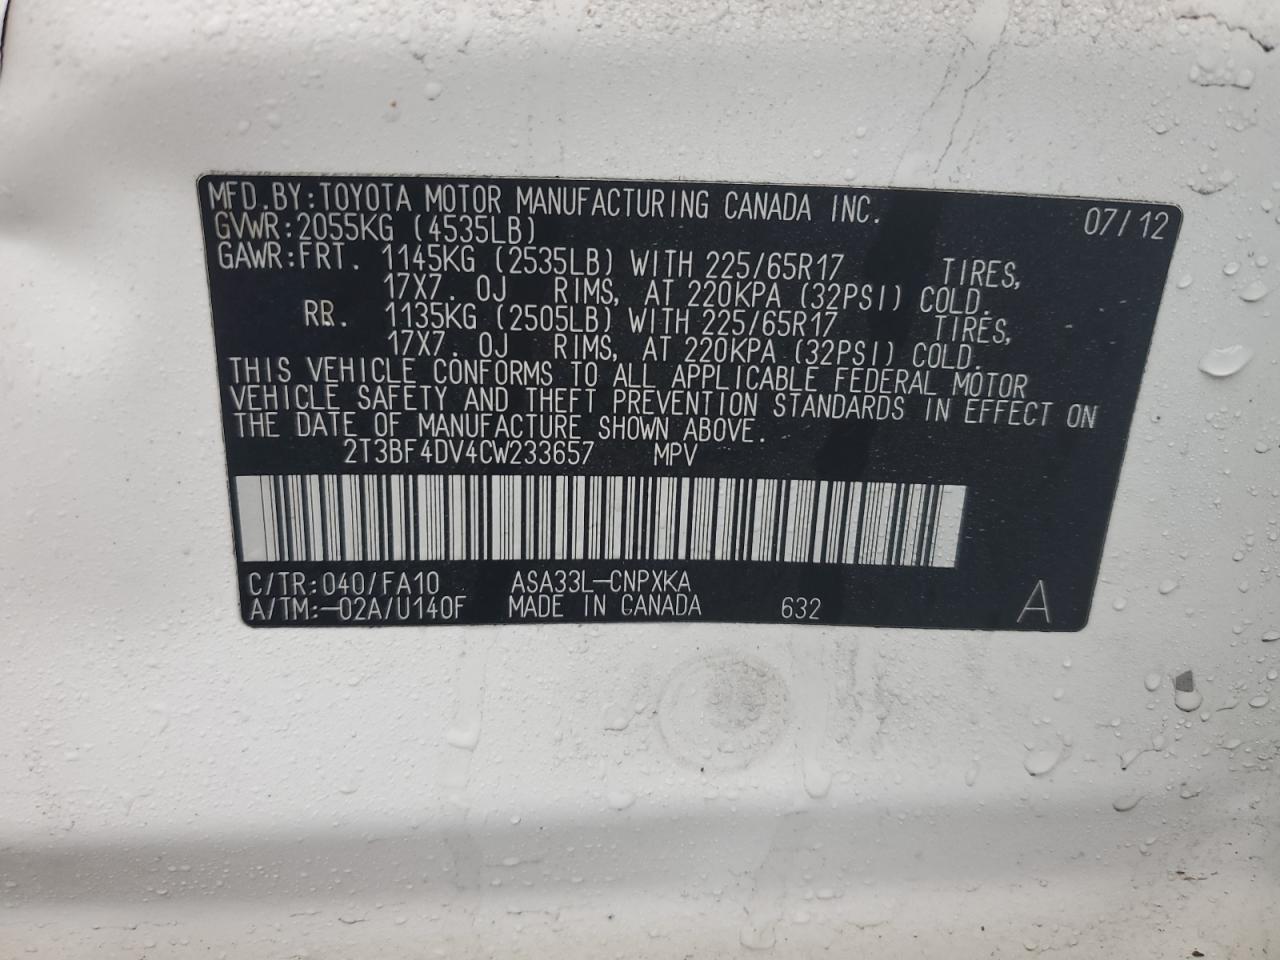 MFD.BY:TOYOTA MOTOR MANUFACTURING CANADA INC. 07/12
GVWR:2055KG (4535LB)
GAWR:FRT. 1145KG (2535LB) WITH 225/65R17 TIRES,
17X7.0J RIMS, AT 220KPA (32PSI) COLD.
RR. 1135KG (2505LB) WITH 225/65R17 TIRES,
17X7.0J RIMS, AT 220KPA (32PSI) COLD.
THIS VEHICLE CONFORMS TO ALL APPLICABLE FEDERAL MOTOR
VEHICLE SAFETY AND THEFT PREVENTION STANDARDS IN EFFECT ON
THE DATE OF MANUFACTURE SHOWN ABOVE.
2T3BF4DV4CW233657 MPV
C/TR:040/FA10 ASA33L-CNPXKA
A/TM:-02A/U140F MADE IN CANADA 632 A